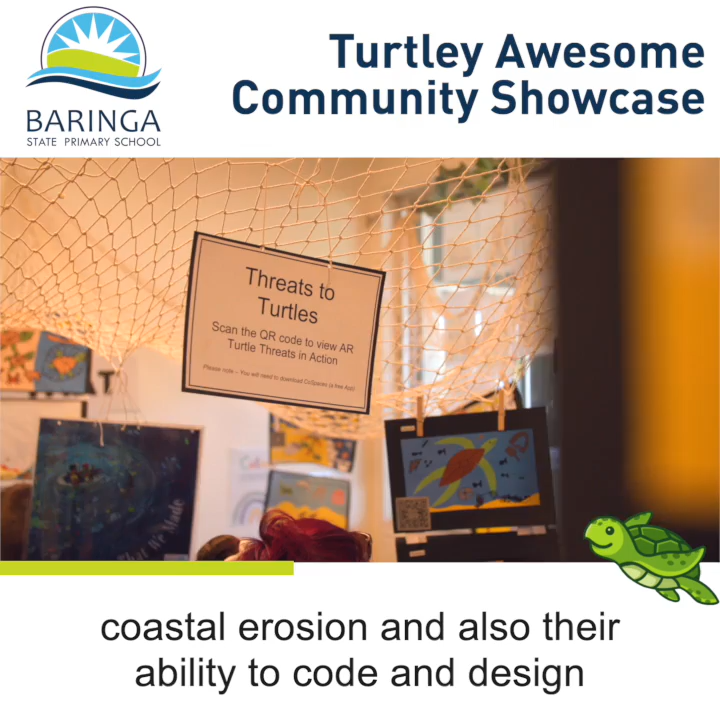 BARINGA
STATE PRIMARY SCHOOL
Turtley Awesome
Community Showcase
Threats to
Turtles
Scan the QR code to view AR
Turtle Threats in Action
Please note – You will need to download CoSpaces (a free App)
coastal erosion and also their
ability to code and design